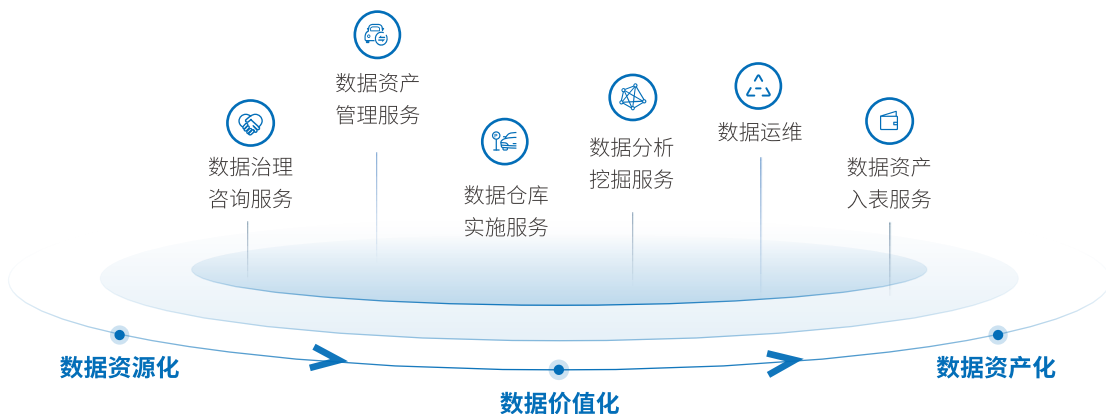 数据治理
咨询服务
数据资产
管理服务
数据仓库
实施服务
数据分析
挖掘服务
数据运维
数据资产
入表服务
数据资源化
数据价值化
数据资产化